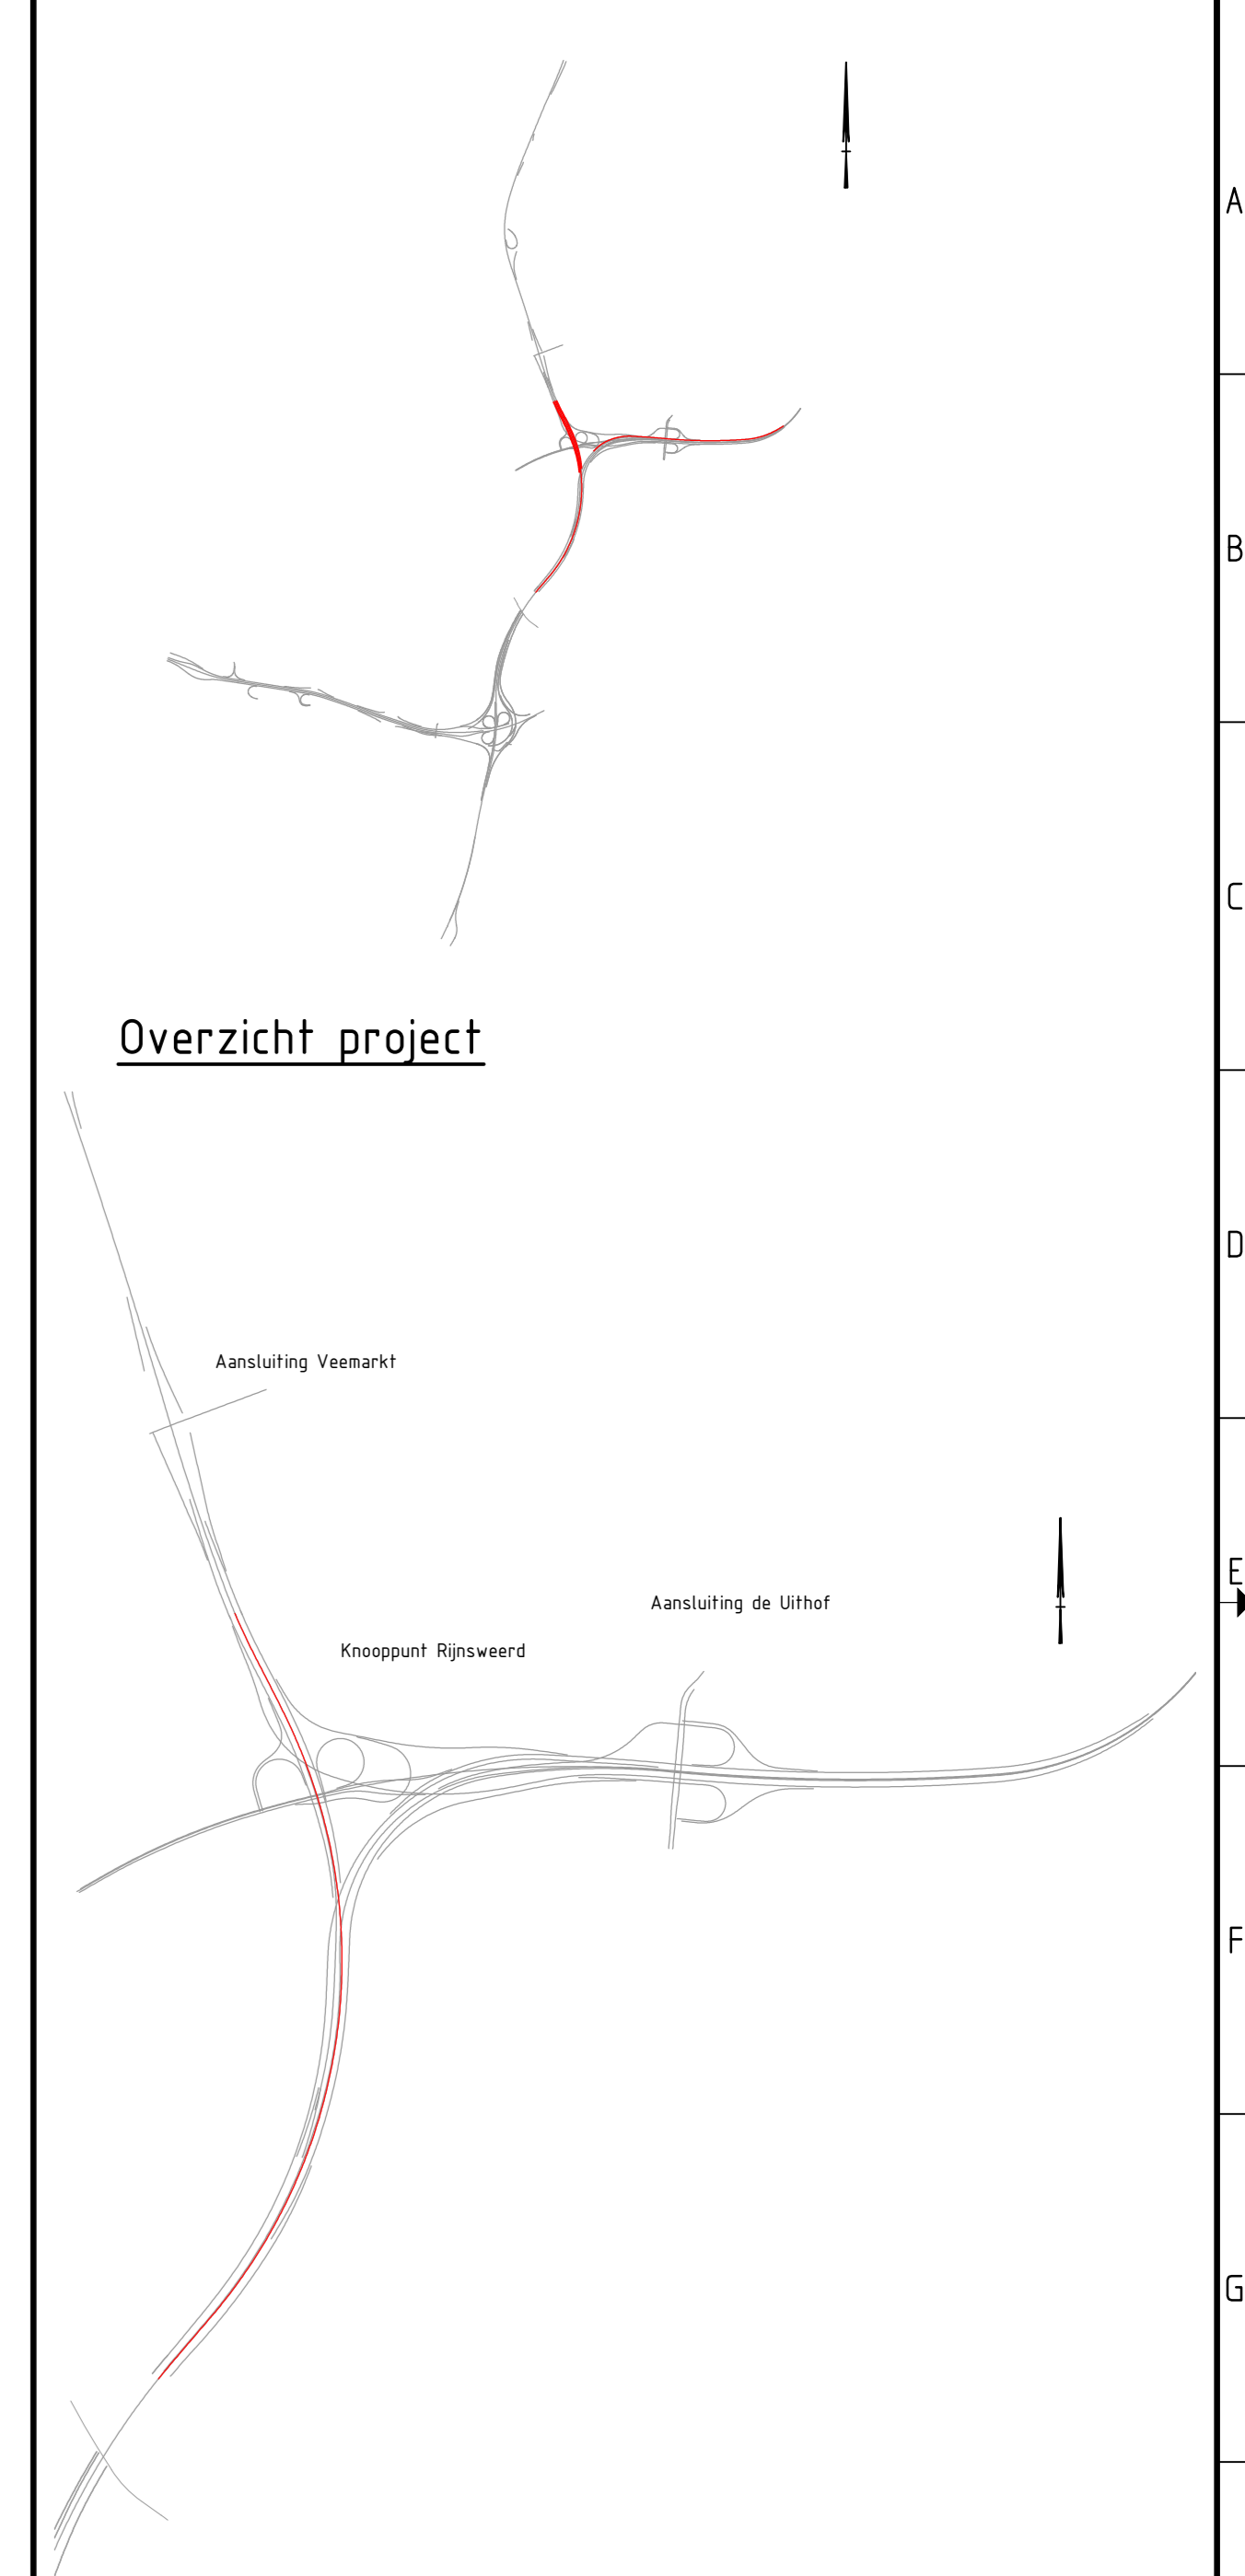 A
B
C
Overzicht project
D
Aansluiting Veemarkt
E
Aansluiting de Uithof
Knooppunt Rijnsweerd
F
G